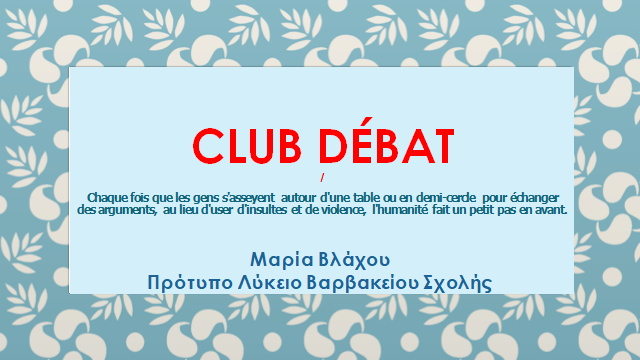 CLUB DÉBAT
/
Chaque fois que les gens s'asseyent autour d'une table ou en demi-cercle pour échanger
des arguments, au lieu d'user d'insultes et de violence, l'humanité fait un petit pas en avant.
Μαρία Βλάχου
Πρότυπο Λύκειο Βαρβακείου Σχολής